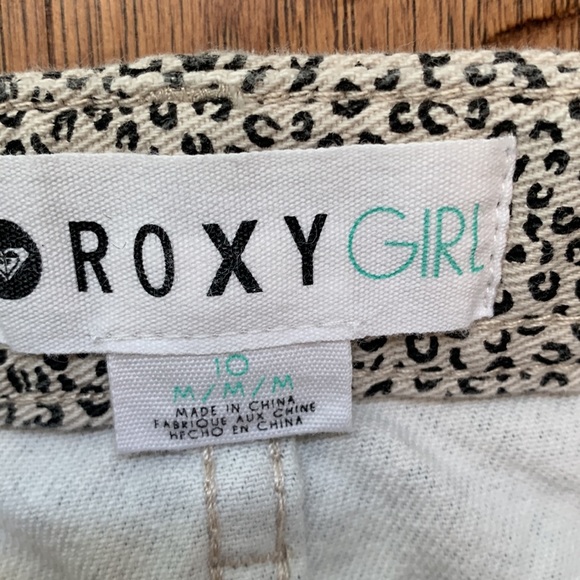 ROXY GIRL
10
M/M/M
MADE IN CHINA
FABRIQUE AUX CHINE
HECHO EN CHINA